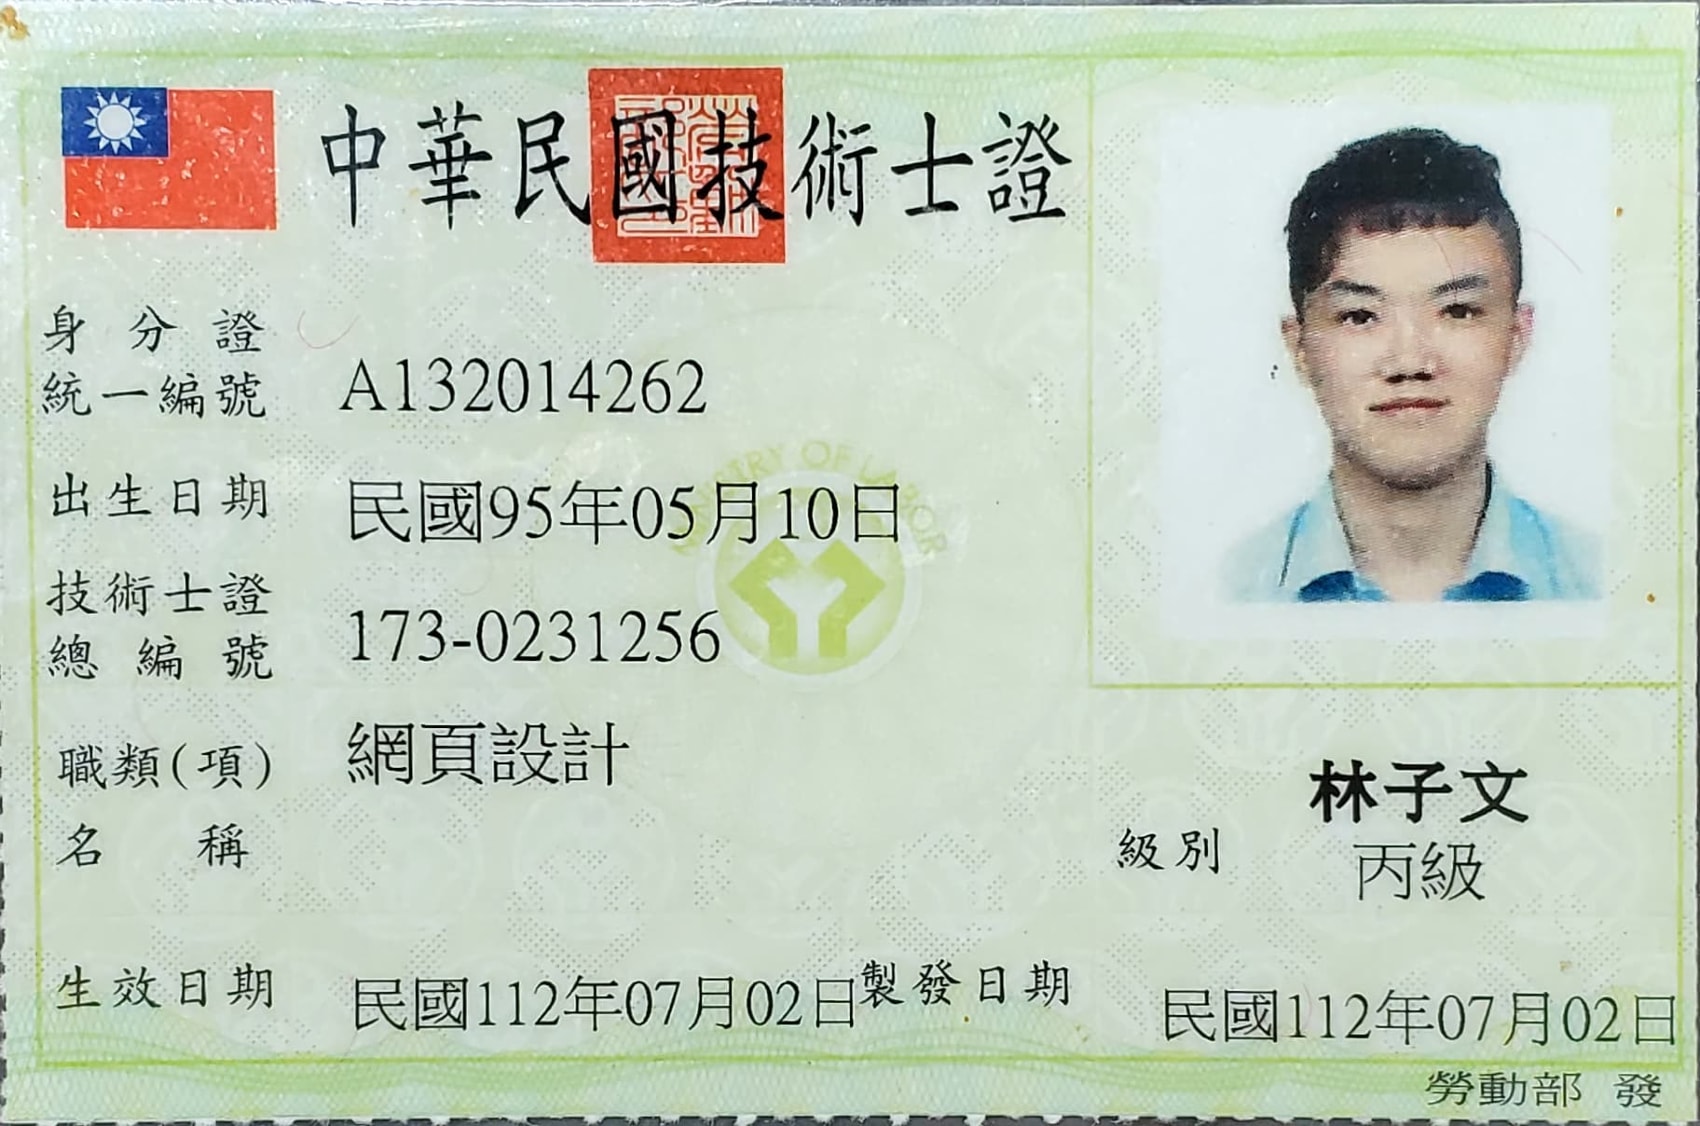 中華民國技術士證
身分證
統一編號 A132014262
出生日期 民國95年05月10日
MINISTRY OF LABOR
技術士證
總編號 173-0231256
職類(項) 網頁設計
名稱
林子文
級別 丙級
生效日期 民國112年07月02日
製發日期 民國112年07月02日
勞動部 發